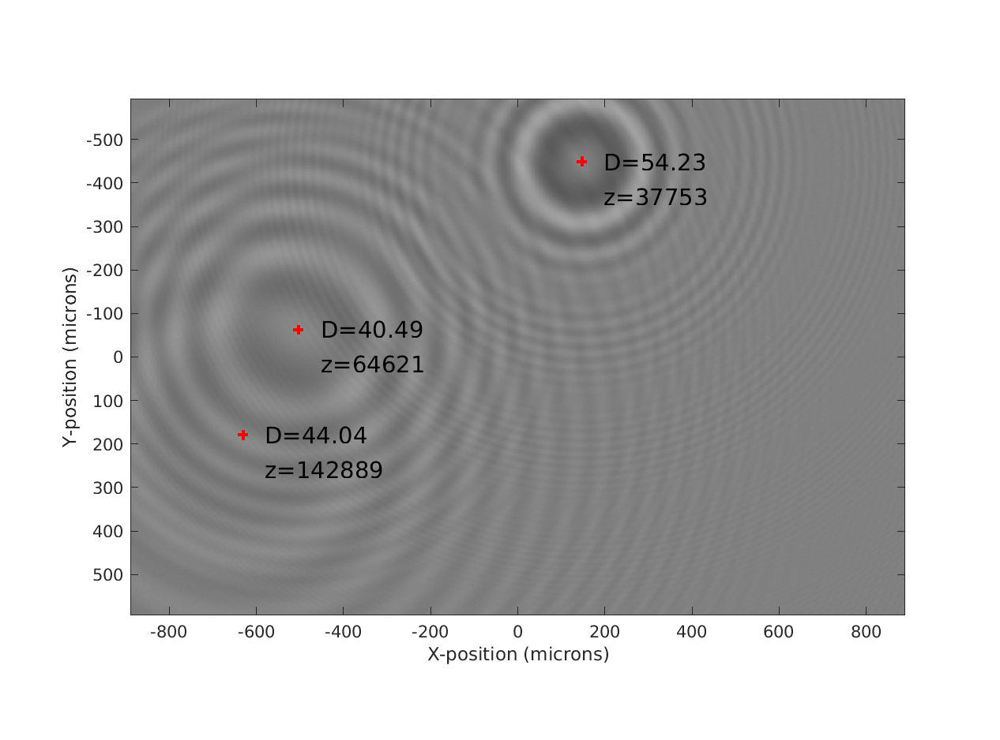 -500
-400
-300
-200
-100
0
100
200
300
400
500
Y-position (microns)
D=54.23
z=37753
D=40.49
z=64621
D=44.04
z=142889
-800 -600 -400 -200 0 200 400 600 800
X-position (microns)